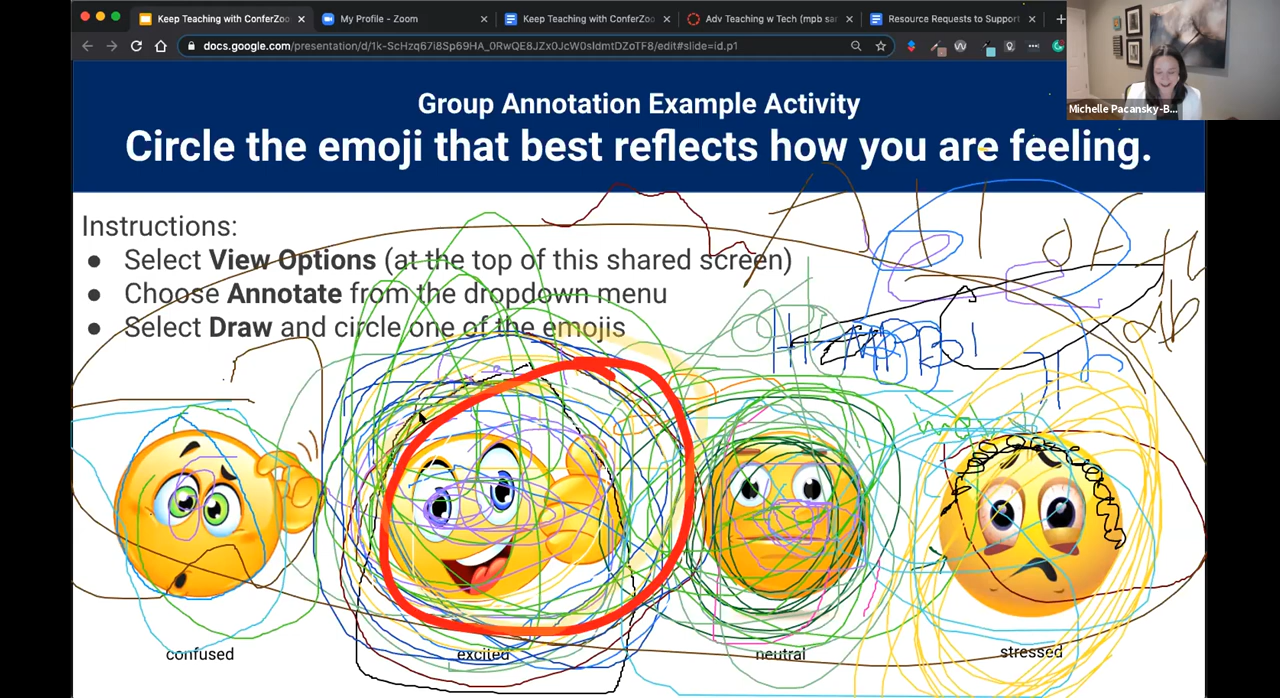 Keep Teaching with ConferZoo
My Profile - Zoom
Keep Teaching with ConferZoo
Adv Teaching w Tech (mpb sa
Resource Requests to Support
docs.google.com/presentation/d/1k-ScHzq67i8Sp69HA_0RwQE8JZx0JcW0sIdmtDZoTF8/edit#slide=id.p1
Michelle Pacansky-B...
Group Annotation Example Activity
Circle the emoji that best reflects how you are feeling.
Instructions:
● Select View Options (at the top of this shared screen)
● Choose Annotate from the dropdown menu
● Select Draw and circle one of the emojis
confused
excited
neutral
stressed